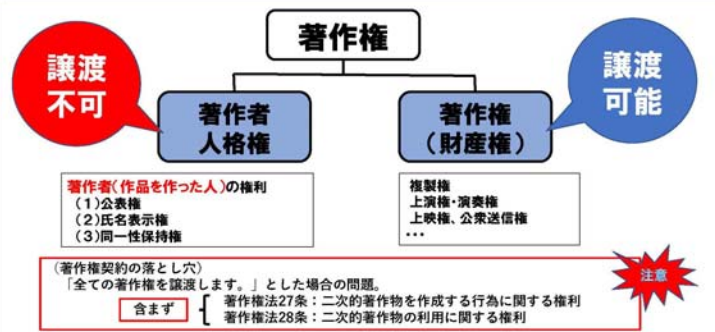 著作権
譲渡
不可
譲渡
可能
著作者
人格権
著作権
（財産権）
著作者（作品を作った人）の権利
（1）公表権
（2）氏名表示権
（3）同一性保持権
複製権
上演権・演奏権
上映権、公衆送信権
・・・
注意
（著作権契約の落とし穴）
「全ての著作権を譲渡します。」とした場合の問題。
含まず
著作権法27条：二次的著作物を作成する行為に関する権利
著作権法28条：二次的著作物の利用に関する権利